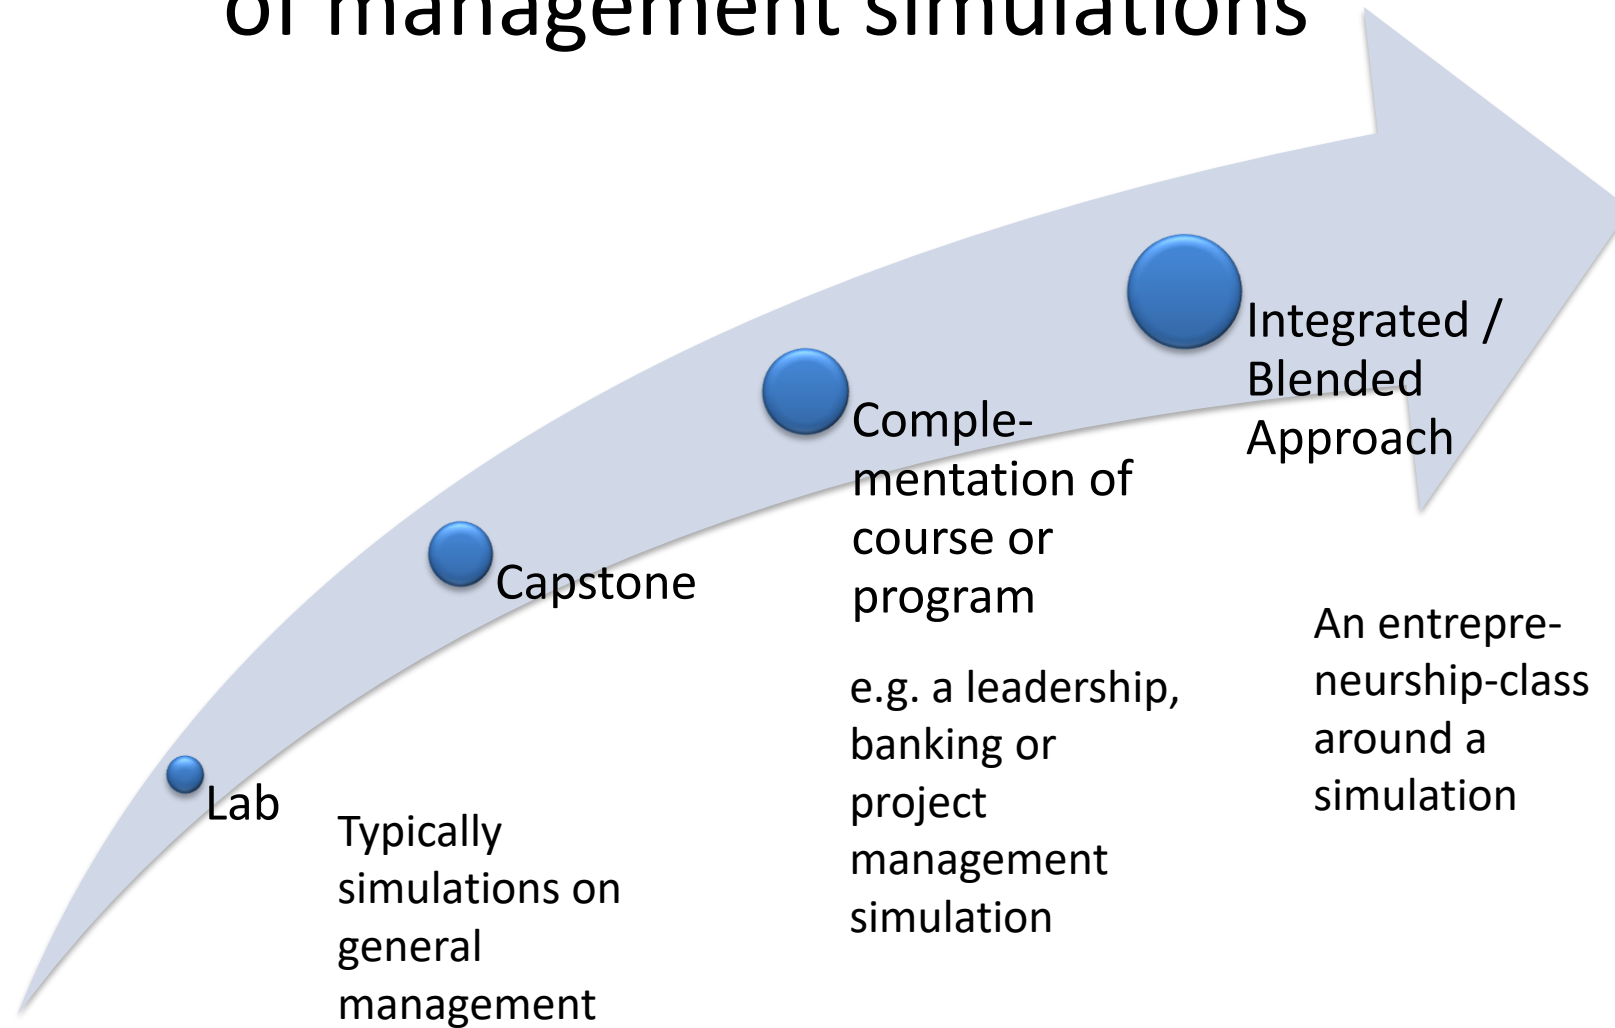 of management simulations
Integrated /
Blended
Approach
Comple-
mentation of
course or
program
Capstone
An entrepre-
neurship-class
around a
simulation
e.g. a leadership,
banking or
project
management
simulation
Lab
Typically
simulations on
general
management